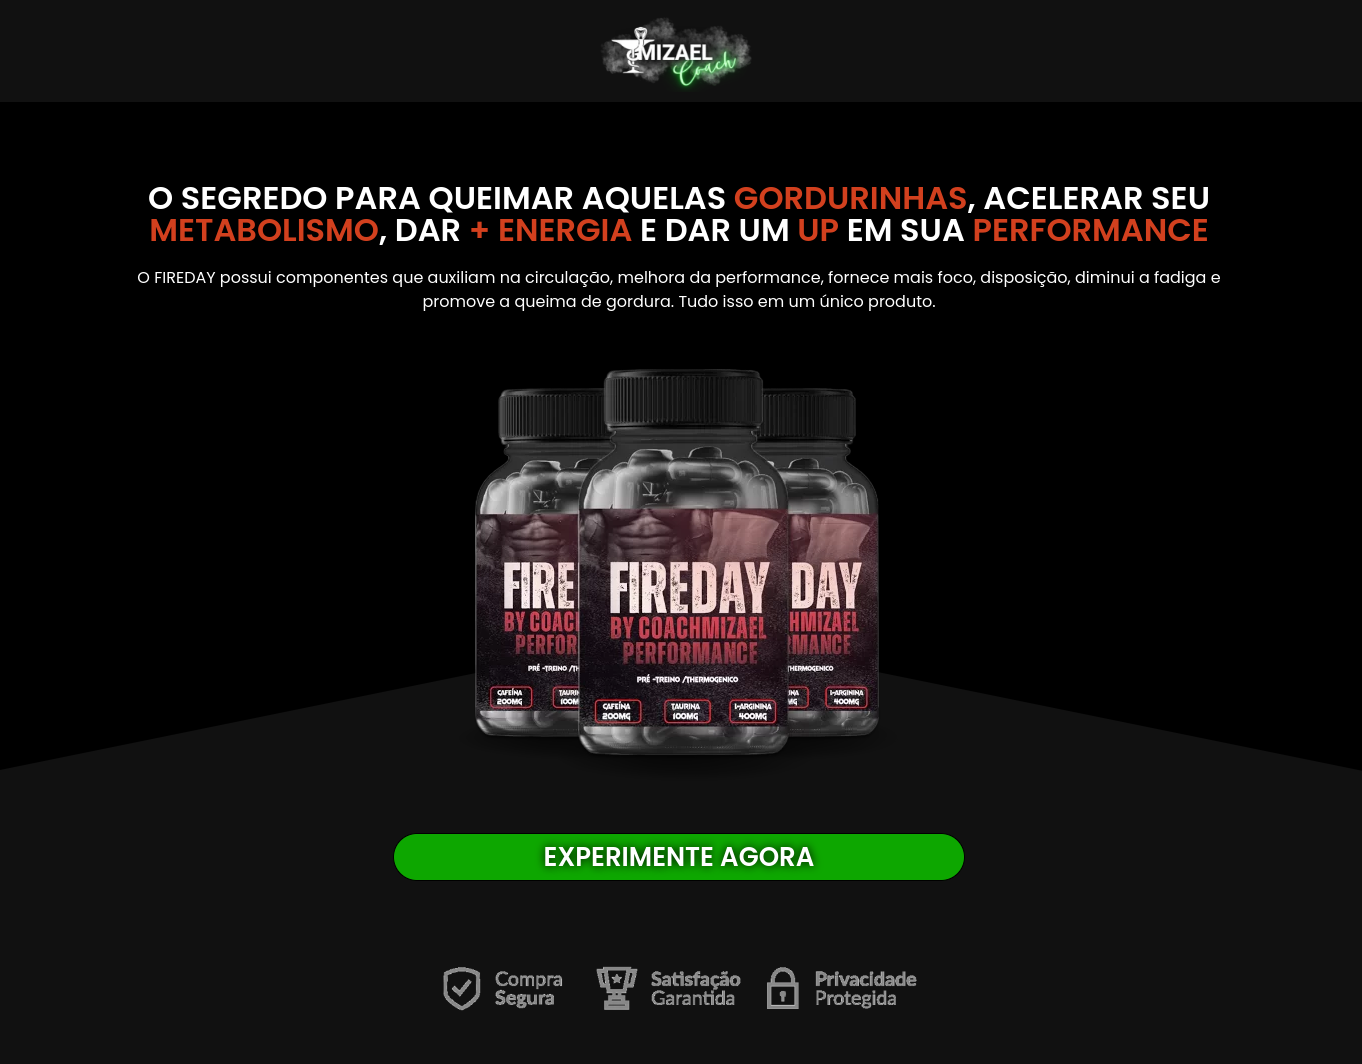 MIZAEL
Coach
O SEGREDO PARA QUEIMAR AQUELAS GORDURINHAS, ACELERAR SEU
METABOLISMO, DAR + ENERGIA E DAR UM UP EM SUA PERFORMANCE
O FIREDAY possui componentes que auxiliam na circulação, melhora da performance, fornece mais foco, disposição, diminui a fadiga e
promove a queima de gordura. Tudo isso em um único produto.
FIRE
BY COAC
PERFOR
PRÉ -TREINO /TH
CAFEÍNA
200MG
TAURIN
100M
FIREDAY
BY COACHMIZAEL
PERFORMANCE
PRÉ -TREINO /THERMOGENICO
CAFEÍNA
200MG
TAURINA
100MG
l-ARGININA
400MG
DAY
HMIZAEL
RMANCE
THERMOGENICO
INA
MG
l-ARGININA
400MG
EXPERIMENTE AGORA
Compra
Segura
Satisfação
Garantida
Privacidade
Protegida